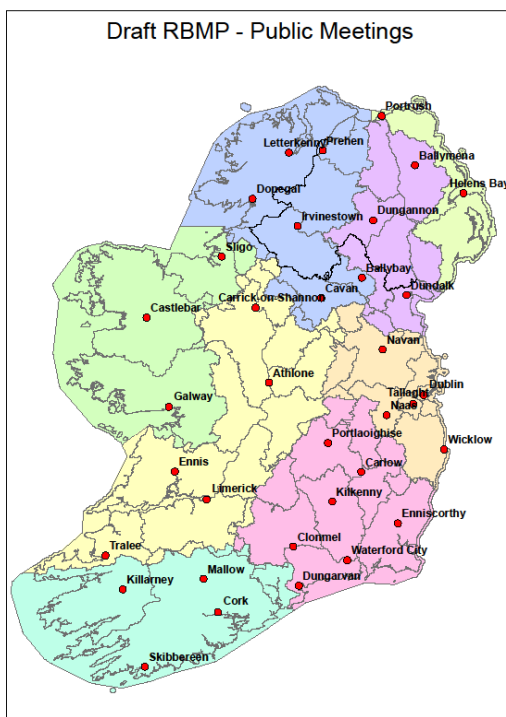 Draft RBMP - Public Meetings
Portrush
Letterkenny
Prehen
Ballymena
Helens Bay
Donegal
Dungannon
Irvinestown
Sligo
Ballybay
Cavan
Dundalk
Carrick-on-Shannon
Castlebar
Navan
Athlone
Dublin
Tallaght
Galway
Naas
Portlaoighise
Wicklow
Ennis
Carlow
Limerick
Kilkenny
Enniscorthy
Clonmel
Tralee
Waterford City
Mallow
Killarney
Dungarvan
Cork
Skibbereen